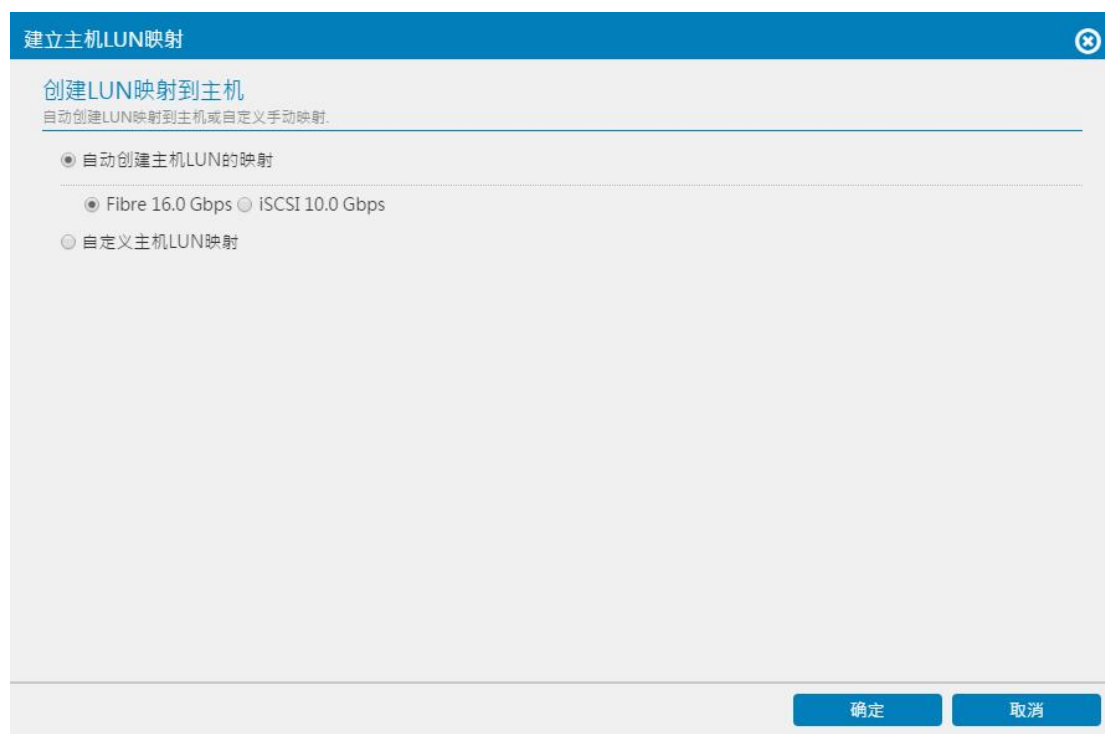 建立主机LUN映射
创建LUN映射到主机
自动创建LUN映射到主机或自定义手动映射.
自动创建主机LUN的映射
Fibre 16.0 Gbps iSCSI 10.0 Gbps
自定义主机LUN映射
确定 取消